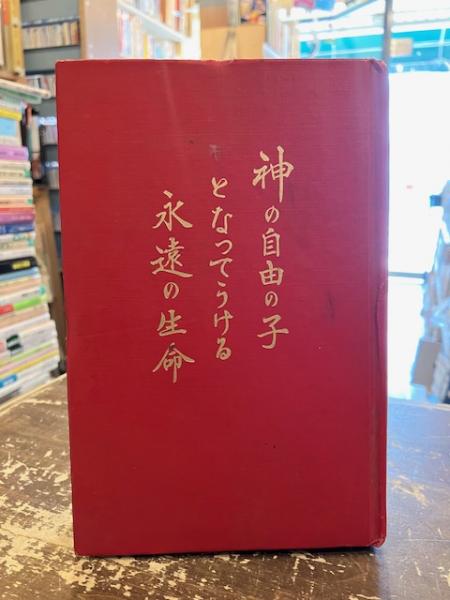 神の自由の子
となってうける
永遠の生命